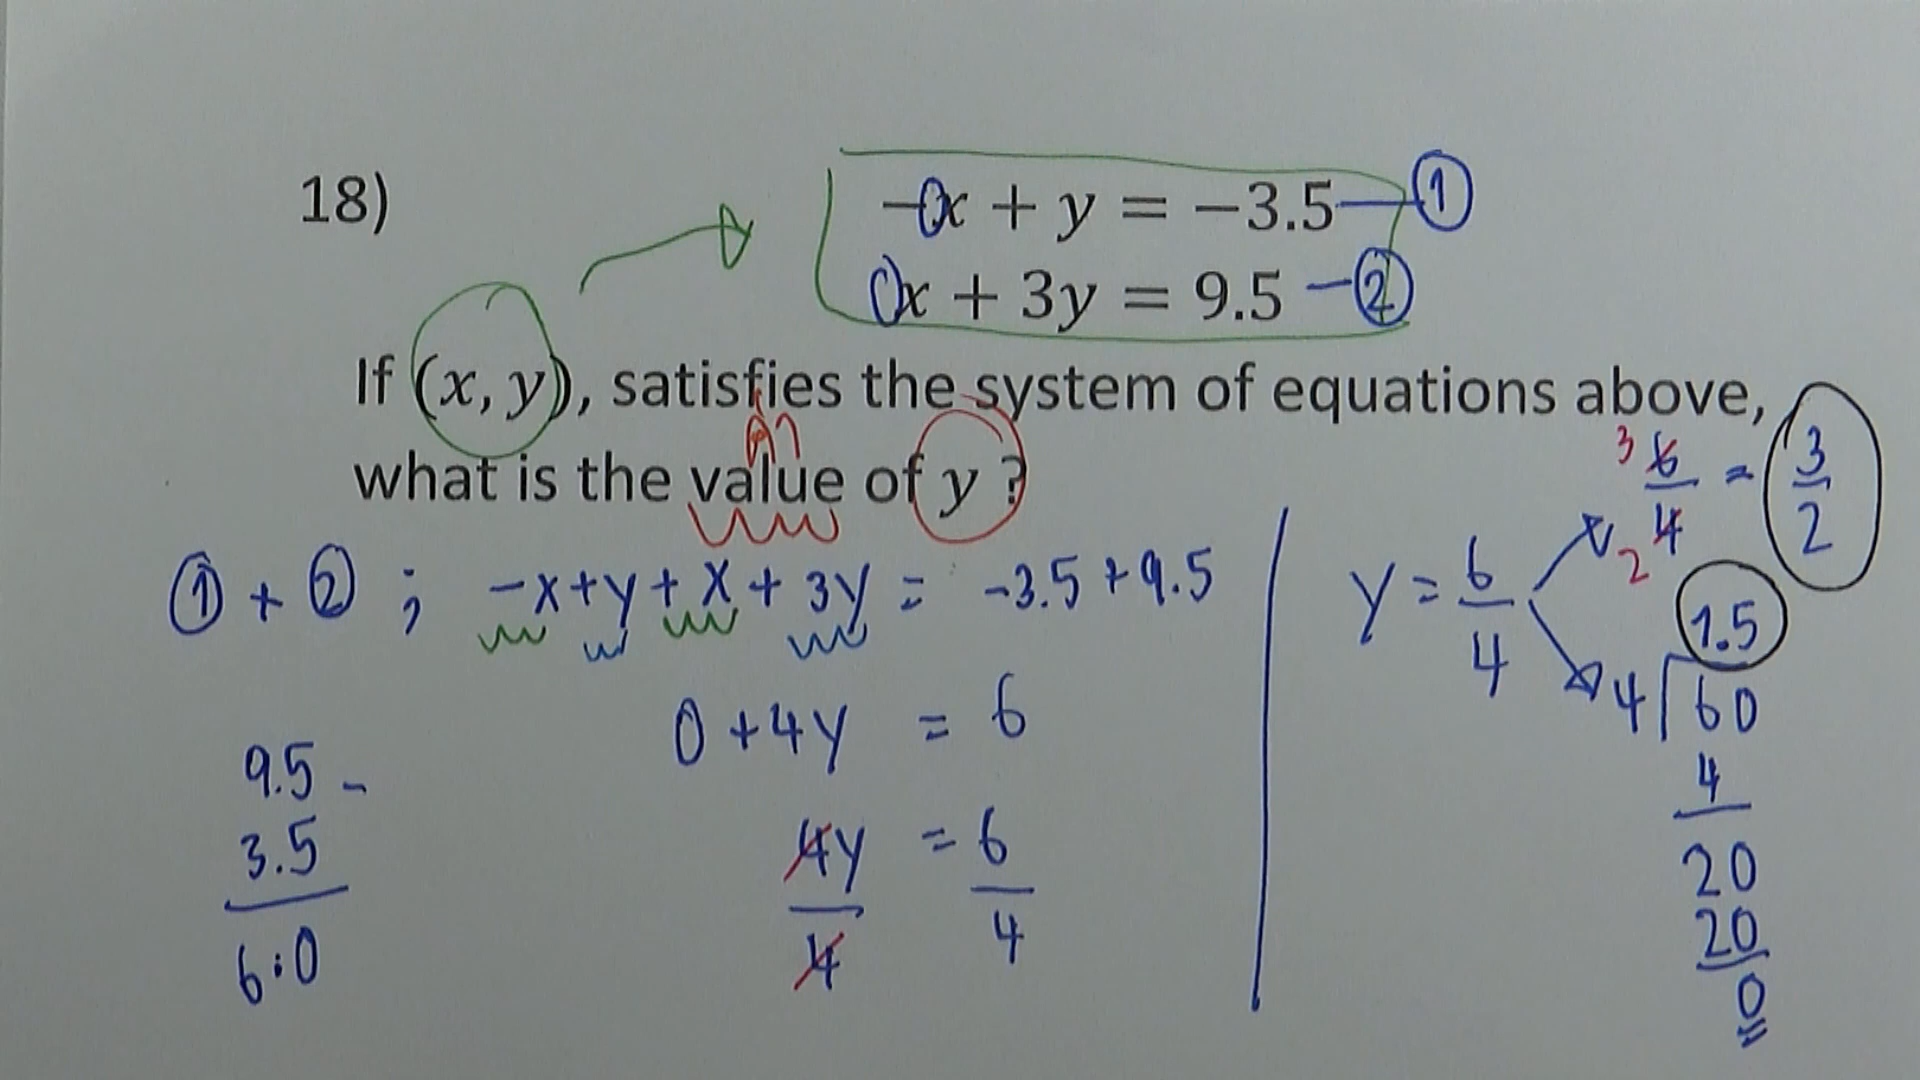 18)
−x + y = −3.5 — ①
x + 3y = 9.5 — ②
If (x, y), satisfies the system of equations above,
what is the value of y ?
① + ② ; −x+y+x+3y = −3.5+9.5
0 + 4y = 6
4y/4 = 6/4
9.5 −
3.5
6.0
y = 6/4
3 6/4 2 = 3/2
1.5
4 60
4
20
20
0